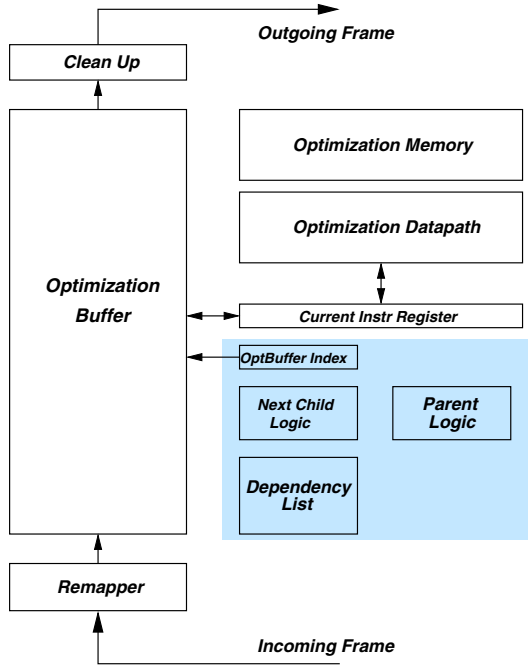 Outgoing Frame
Clean Up
Optimization Memory
Optimization Datapath
Optimization
Buffer
Current Instr Register
OptBuffer Index
Next Child
Logic
Parent
Logic
Dependency
List
Remapper
Incoming Frame